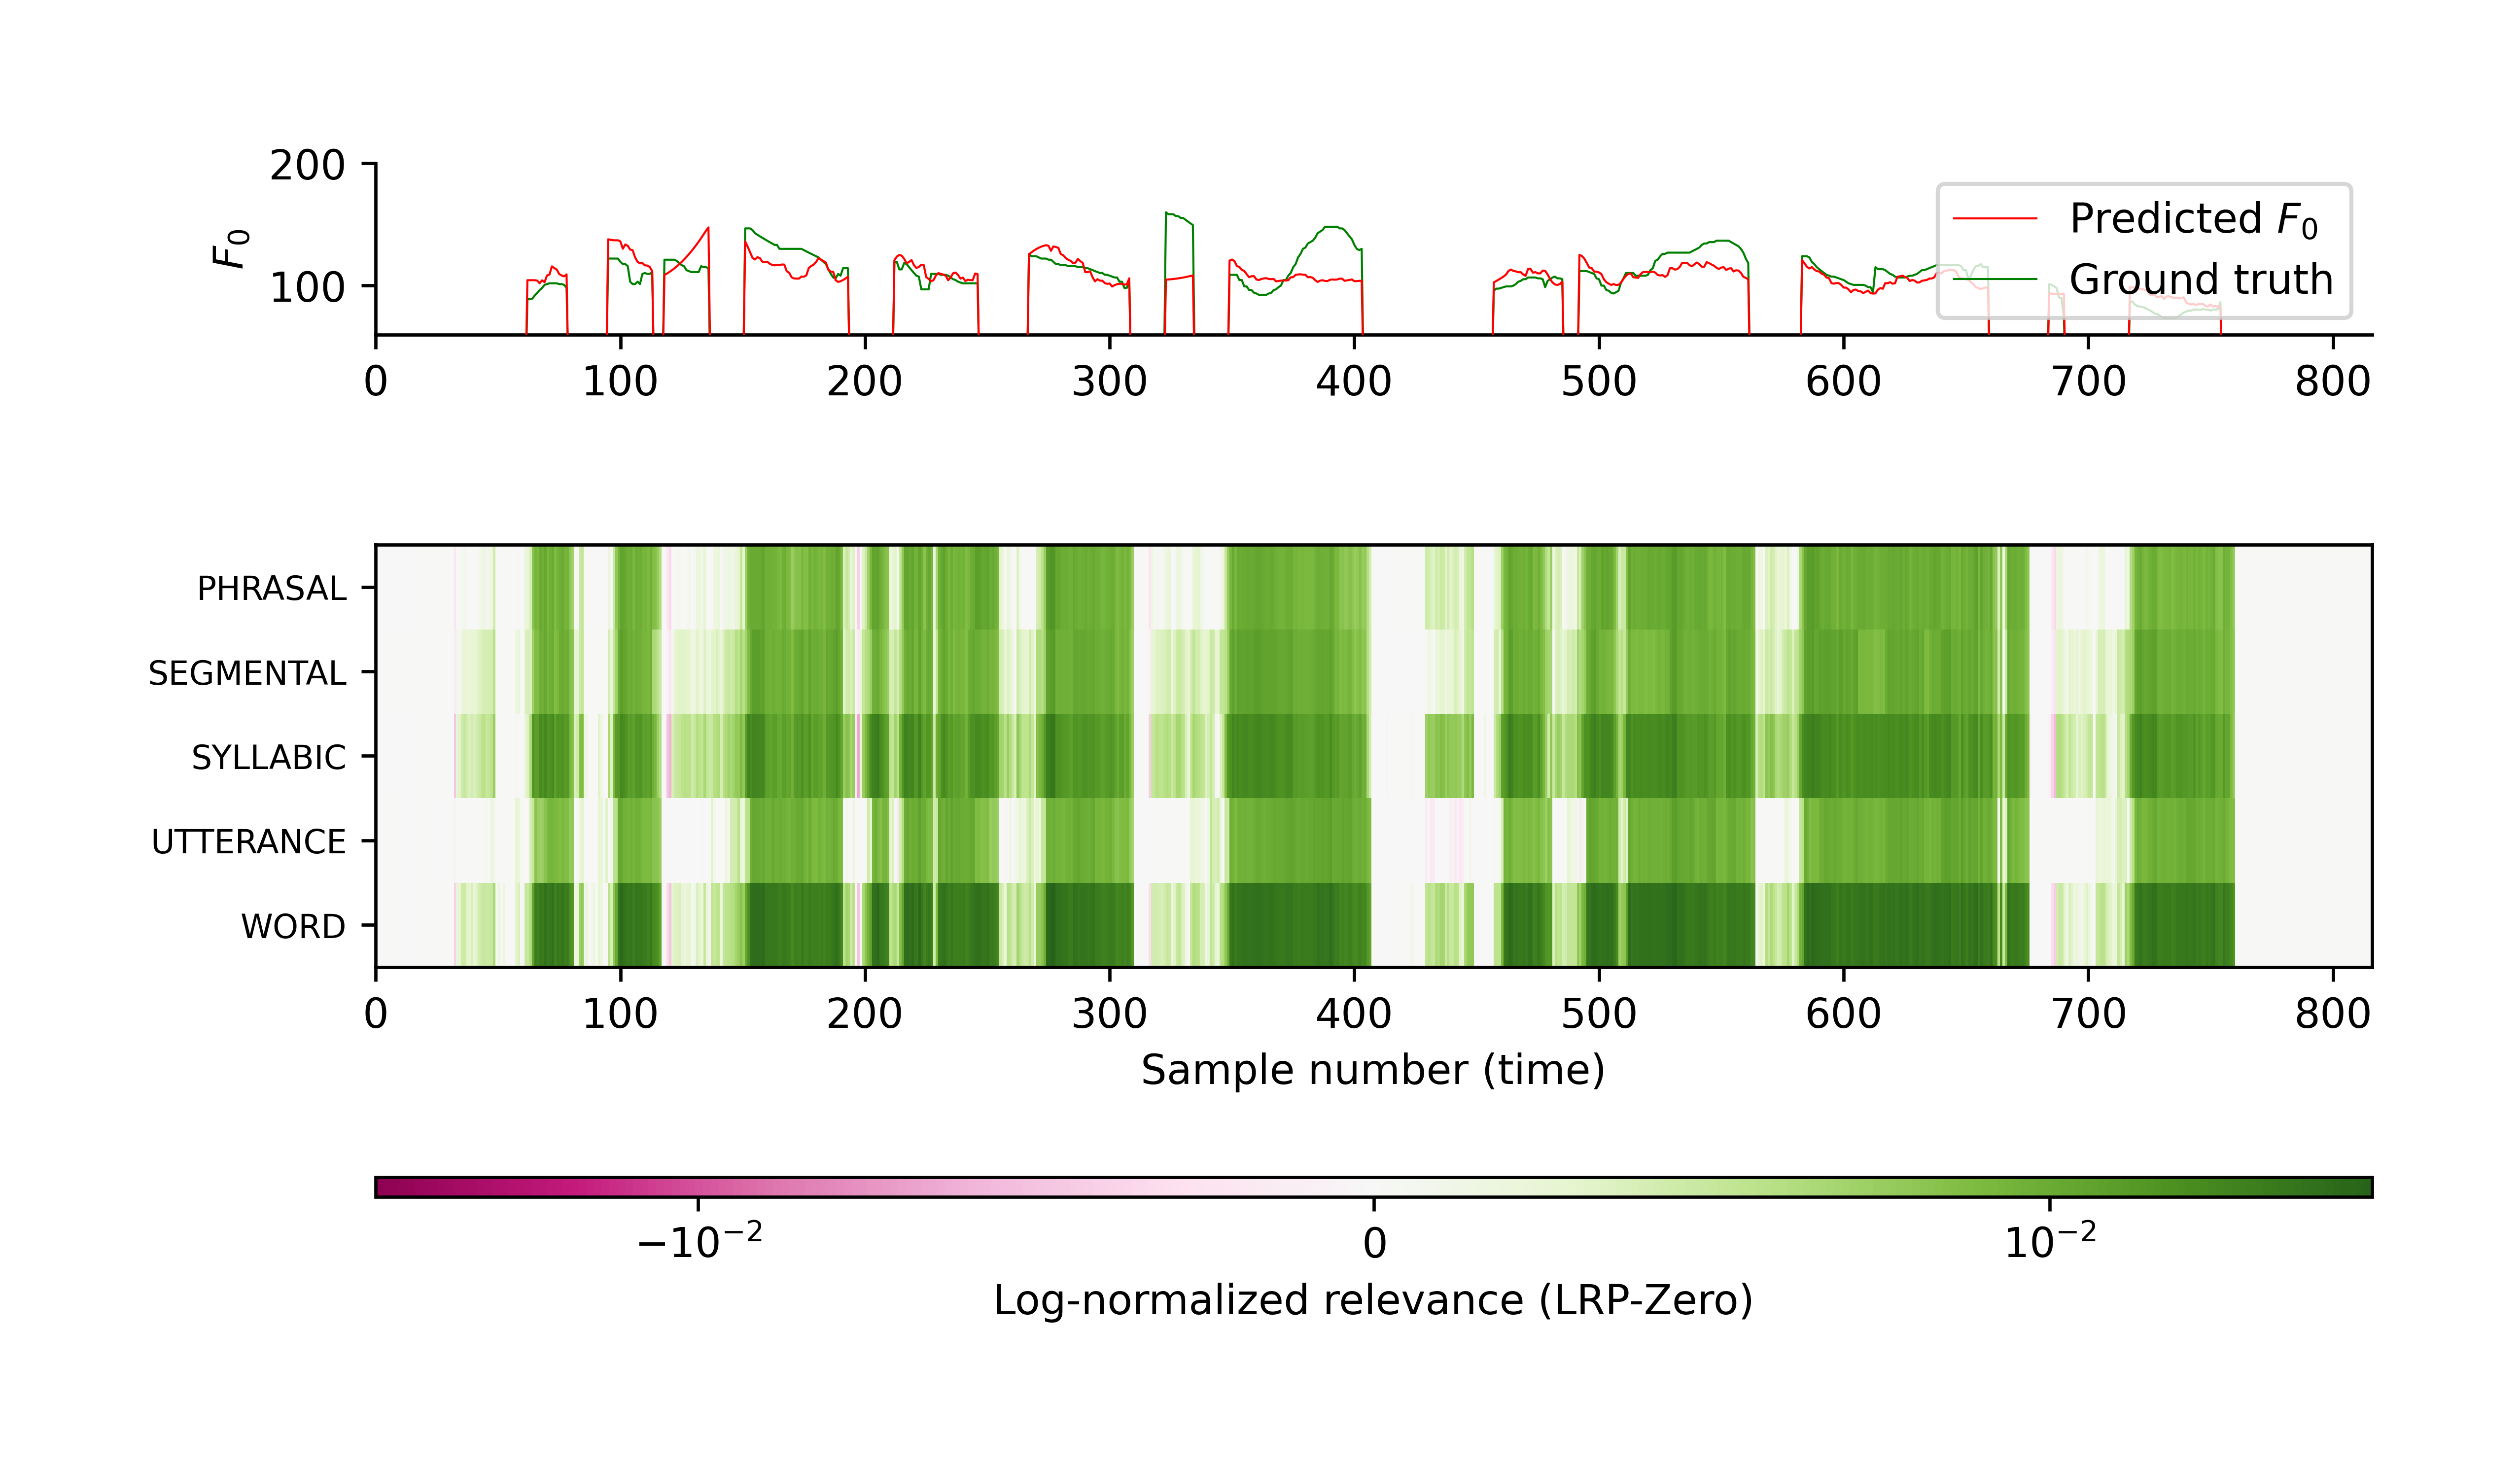 200
100
F₀
Predicted F₀
Ground truth
0 100 200 300 400 500 600 700 800
PHRASAL
SEGMENTAL
SYLLABIC
UTTERANCE
WORD
0 100 200 300 400 500 600 700 800
Sample number (time)
−10⁻² 0 10⁻²
Log-normalized relevance (LRP-Zero)